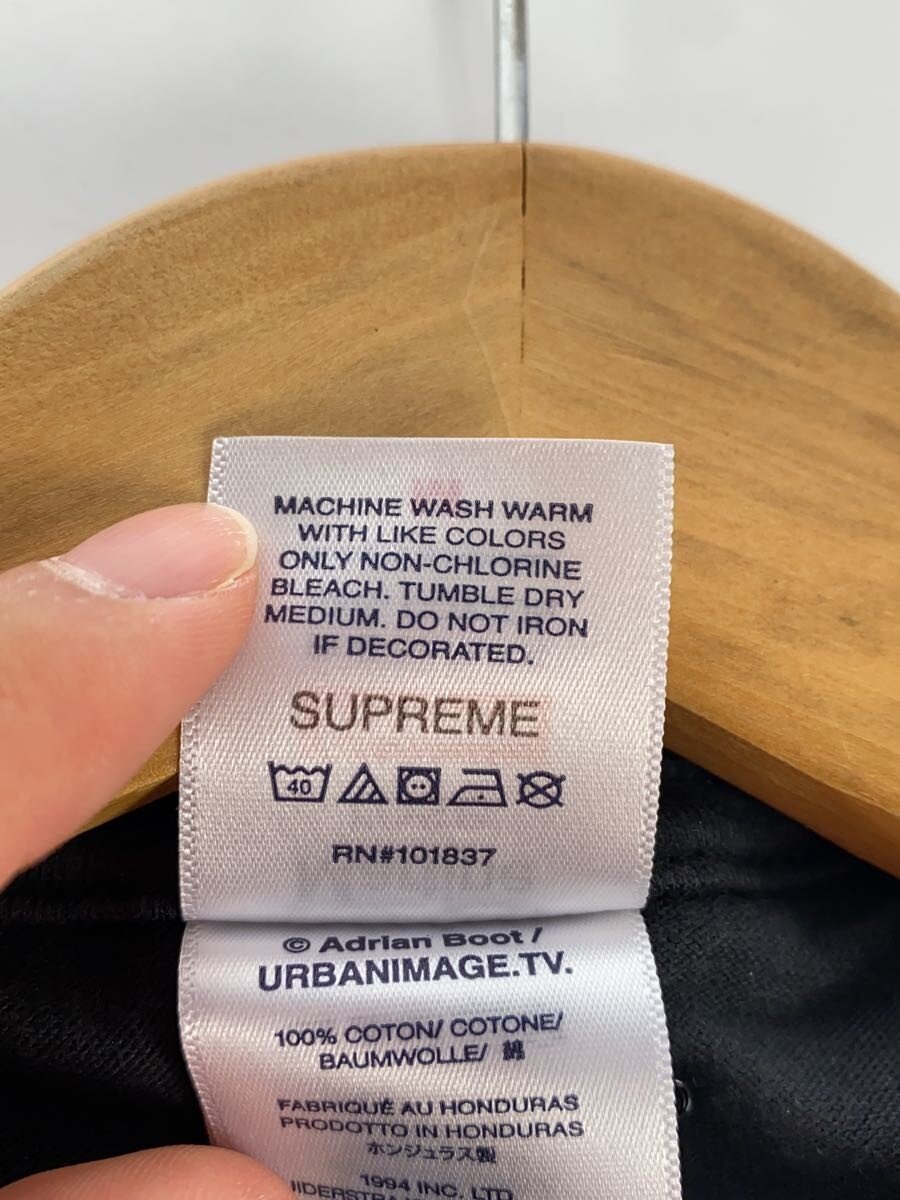 MACHINE WASH WARM
WITH LIKE COLORS
ONLY NON-CHLORINE
BLEACH. TUMBLE DRY
MEDIUM. DO NOT IRON
IF DECORATED.
SUPREME
40
RN#101837
© Adrian Boot/
URBANIMAGE.TV.
100% COTON/ COTONE/
BAUMWOLLE/ 綿
FABRIQUÉ AU HONDURAS
PRODOTTO IN HONDURAS
ホンジュラス製
1994 INC. LTD